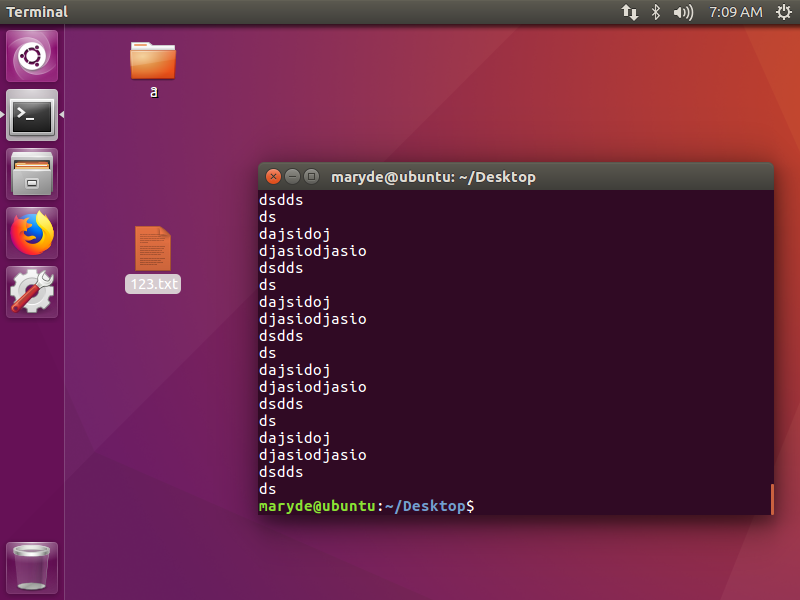 Terminal
7:09 AM
a
123.txt
maryde@ubuntu: ~/Desktop
dsdds
ds
dajsidoj
djasiodjasio
dsdds
ds
dajsidoj
djasiodjasio
dsdds
ds
dajsidoj
djasiodjasio
dsdds
ds
dajsidoj
djasiodjasio
dsdds
ds
maryde@ubuntu:~/Desktop$